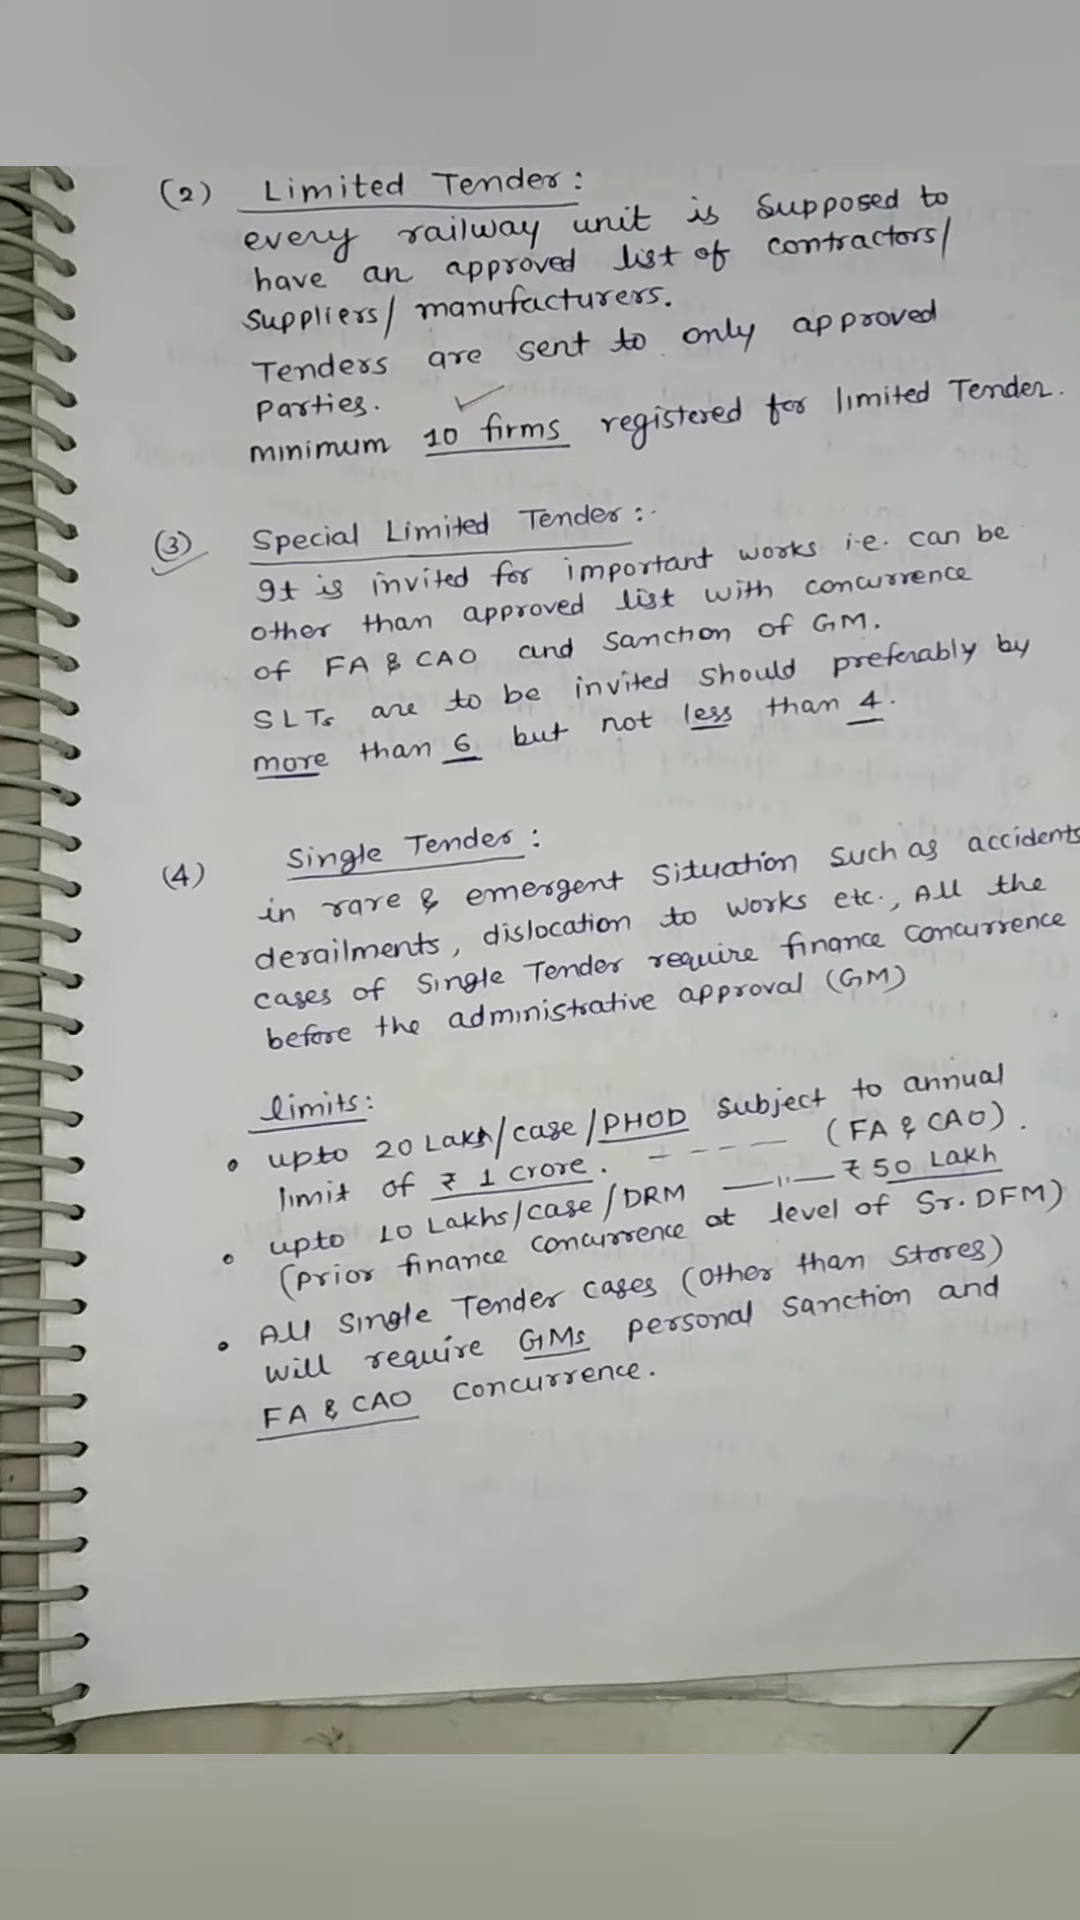 (2) Limited Tender:
every railway unit is supposed to
have an approved list of contractors/
suppliers/ manufacturers.
Tenders are sent to only approved
Parties.
minimum 10 firms registered for limited Tender.
(3) Special Limited Tender:
It is invited for important works i.e. can be
other than approved list with concurrence
of FA & CAO and sanction of GM.
SLTs are to be invited should preferably by
more than 6 but not less than 4.
(4) Single Tender:
in rare & emergent situation such as accidents
derailments, dislocation to works etc., All the
cases of Single Tender require finance concurrence
before the administrative approval (GM)
limits:
• upto 20 Lakh/case/PHOD subject to annual
limit of ₹ 1 crore. (FA & CAO).
• upto 10 Lakhs/case/DRM —॥— ₹ 50 Lakh
(prior finance concurrence at level of Sr. DFM)
• All Single Tender cases (other than stores)
will require GMs personal sanction and
FA & CAO concurrence.